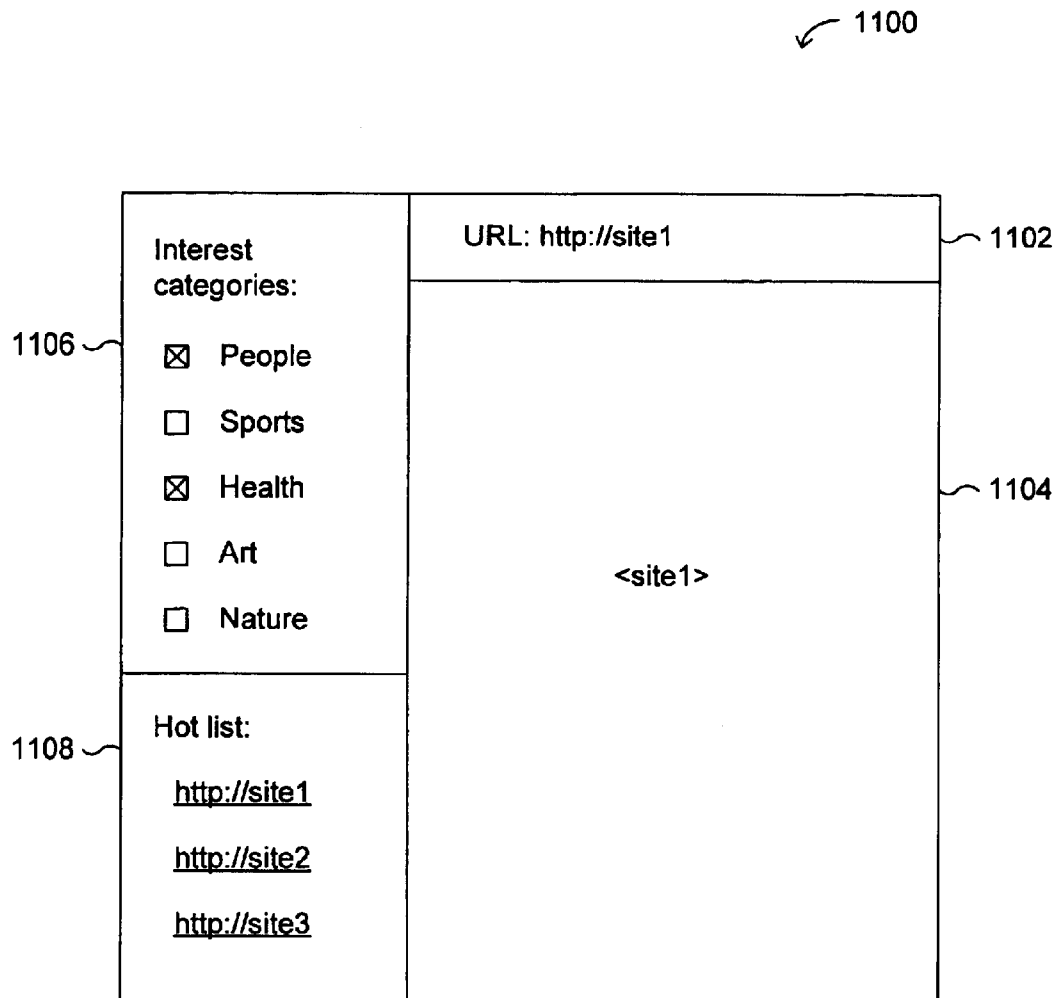 1100
Interest
categories:
URL: http://site1
1102
1106
People
Sports
Health
1104
Art
<site1>
Nature
Hot list:
1108
http://site1
http://site2
http://site3